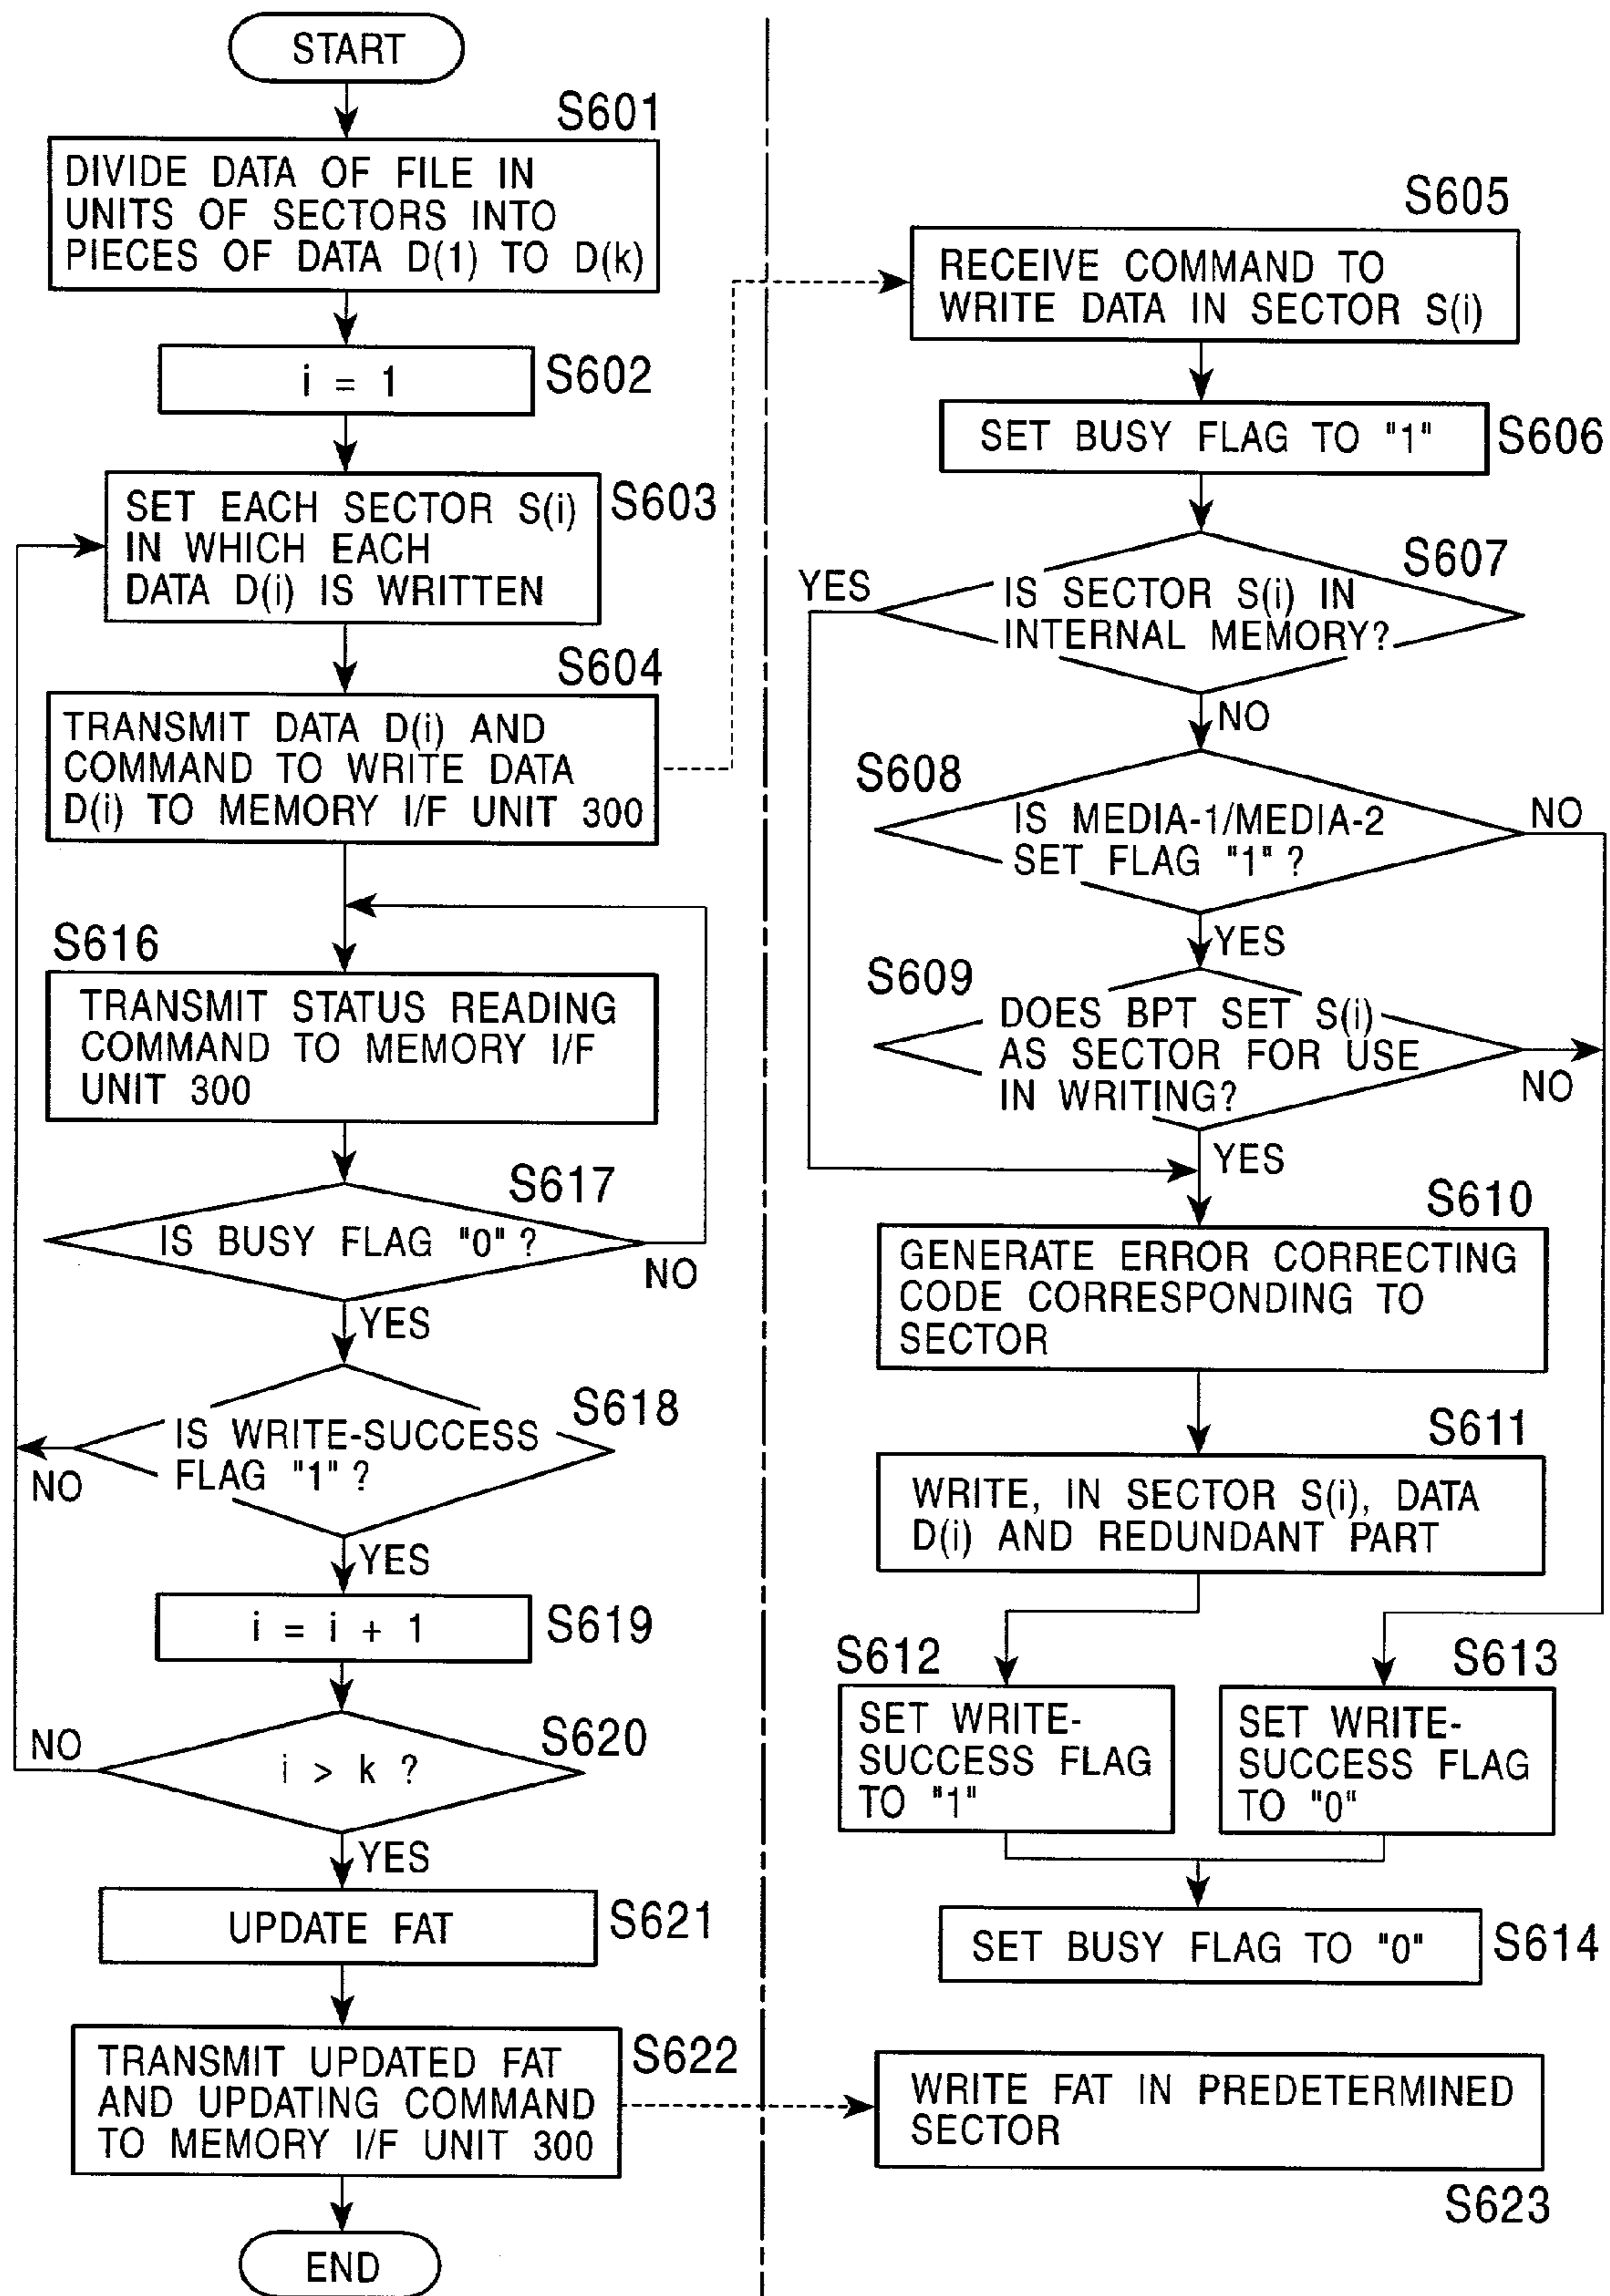 START
S601
DIVIDE DATA OF FILE IN
UNITS OF SECTORS INTO
PIECES OF DATA D(1) TO D(k)
i = 1
S602
SET EACH SECTOR S(i)
IN WHICH EACH
DATA D(i) IS WRITTEN
S603
S604
TRANSMIT DATA D(i) AND
COMMAND TO WRITE DATA
D(i) TO MEMORY I/F UNIT 300
S616
TRANSMIT STATUS READING
COMMAND TO MEMORY I/F
UNIT 300
S617
IS BUSY FLAG "0" ?
NO
YES
S618
IS WRITE-SUCCESS
FLAG "1" ?
NO
YES
i = i + 1
S619
NO
S620
i > k ?
YES
UPDATE FAT
S621
TRANSMIT UPDATED FAT
AND UPDATING COMMAND
TO MEMORY I/F UNIT 300
S622
END
S605
RECEIVE COMMAND TO
WRITE DATA IN SECTOR S(i)
SET BUSY FLAG TO "1"
S606
S607
YES
IS SECTOR S(i) IN
INTERNAL MEMORY?
NO
S608
IS MEDIA-1/MEDIA-2
SET FLAG "1" ?
NO
YES
S609
DOES BPT SET S(i)
AS SECTOR FOR USE
IN WRITING?
NO
YES
S610
GENERATE ERROR CORRECTING
CODE CORRESPONDING TO
SECTOR
S611
WRITE, IN SECTOR S(i), DATA
D(i) AND REDUNDANT PART
S612
SET WRITE-
SUCCESS FLAG
TO "1"
S613
SET WRITE-
SUCCESS FLAG
TO "0"
SET BUSY FLAG TO "0"
S614
WRITE FAT IN PREDETERMINED
SECTOR
S623